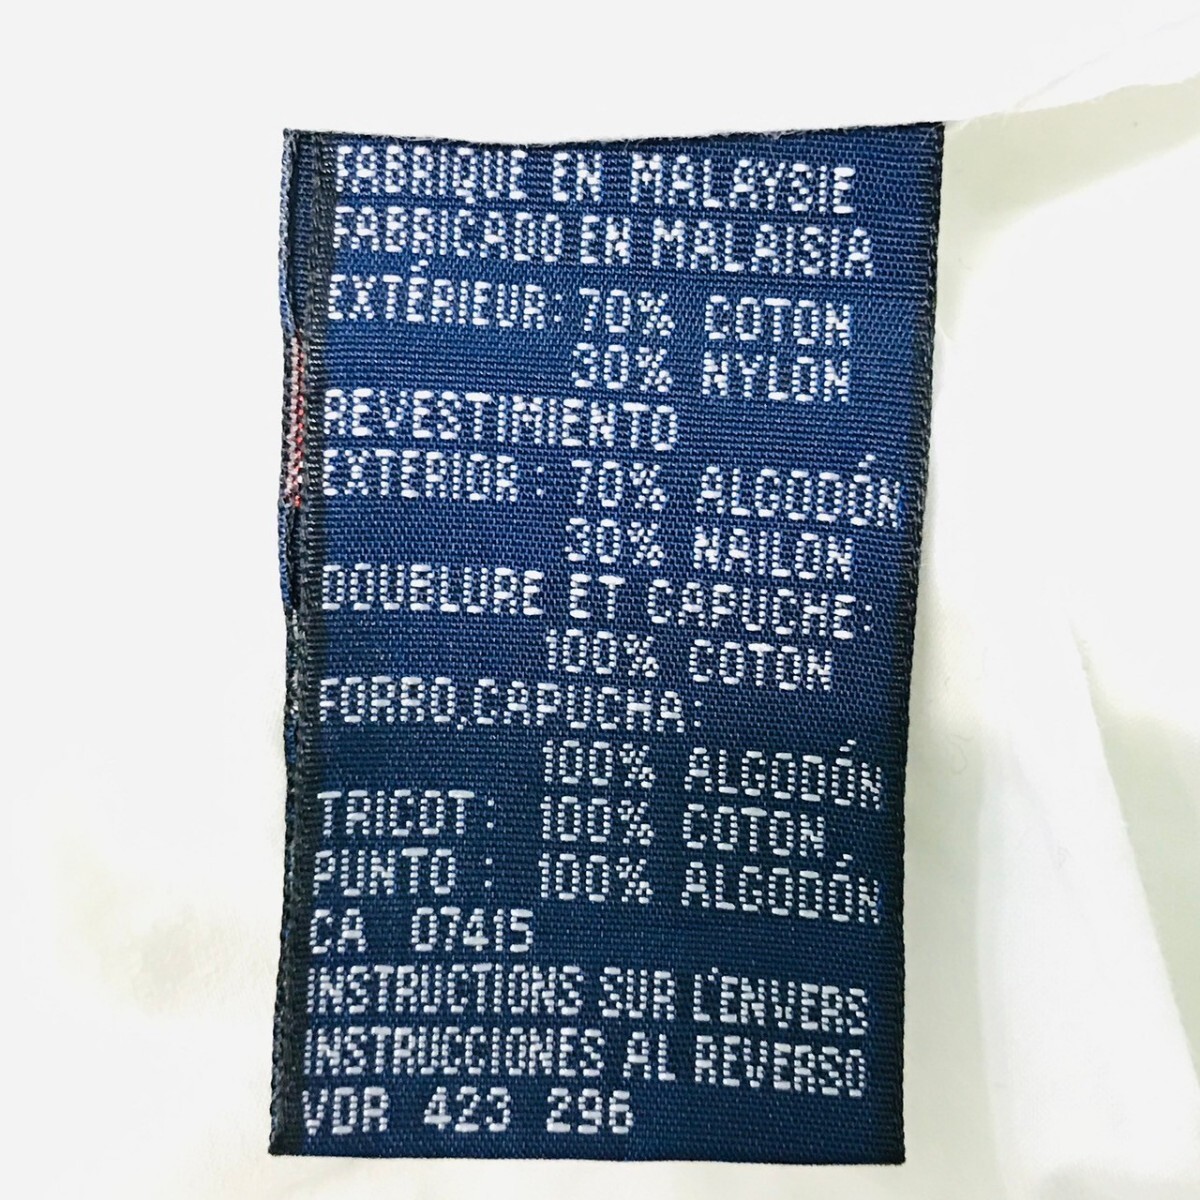 FABRIQUE EN MALAYSIE
FABRICADO EN MALAISIA
EXTÉRIEUR: 70% COTON
30% NYLON
REVESTIMIENTO
EXTERIOR: 70% ALGODÓN
30% NAILON
DOUBLURE ET CAPUCHE:
100% COTON
FORRO,CAPUCHA:
100% ALGODÓN
TRICOT: 100% COTON
PUNTO : 100% ALGODÓN
CA 07415
INSTRUCTIONS SUR L'ENVERS
INSTRUCCIONES AL REVERSO
VDR 423 296